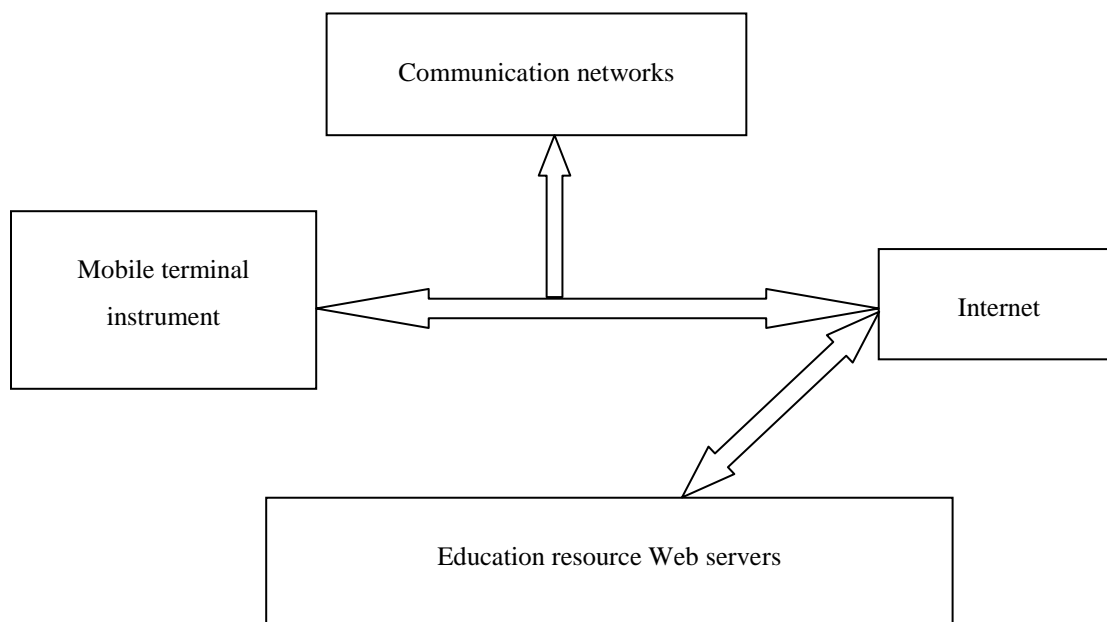 Communication networks
Mobile terminal
instrument
Internet
Education resource Web servers